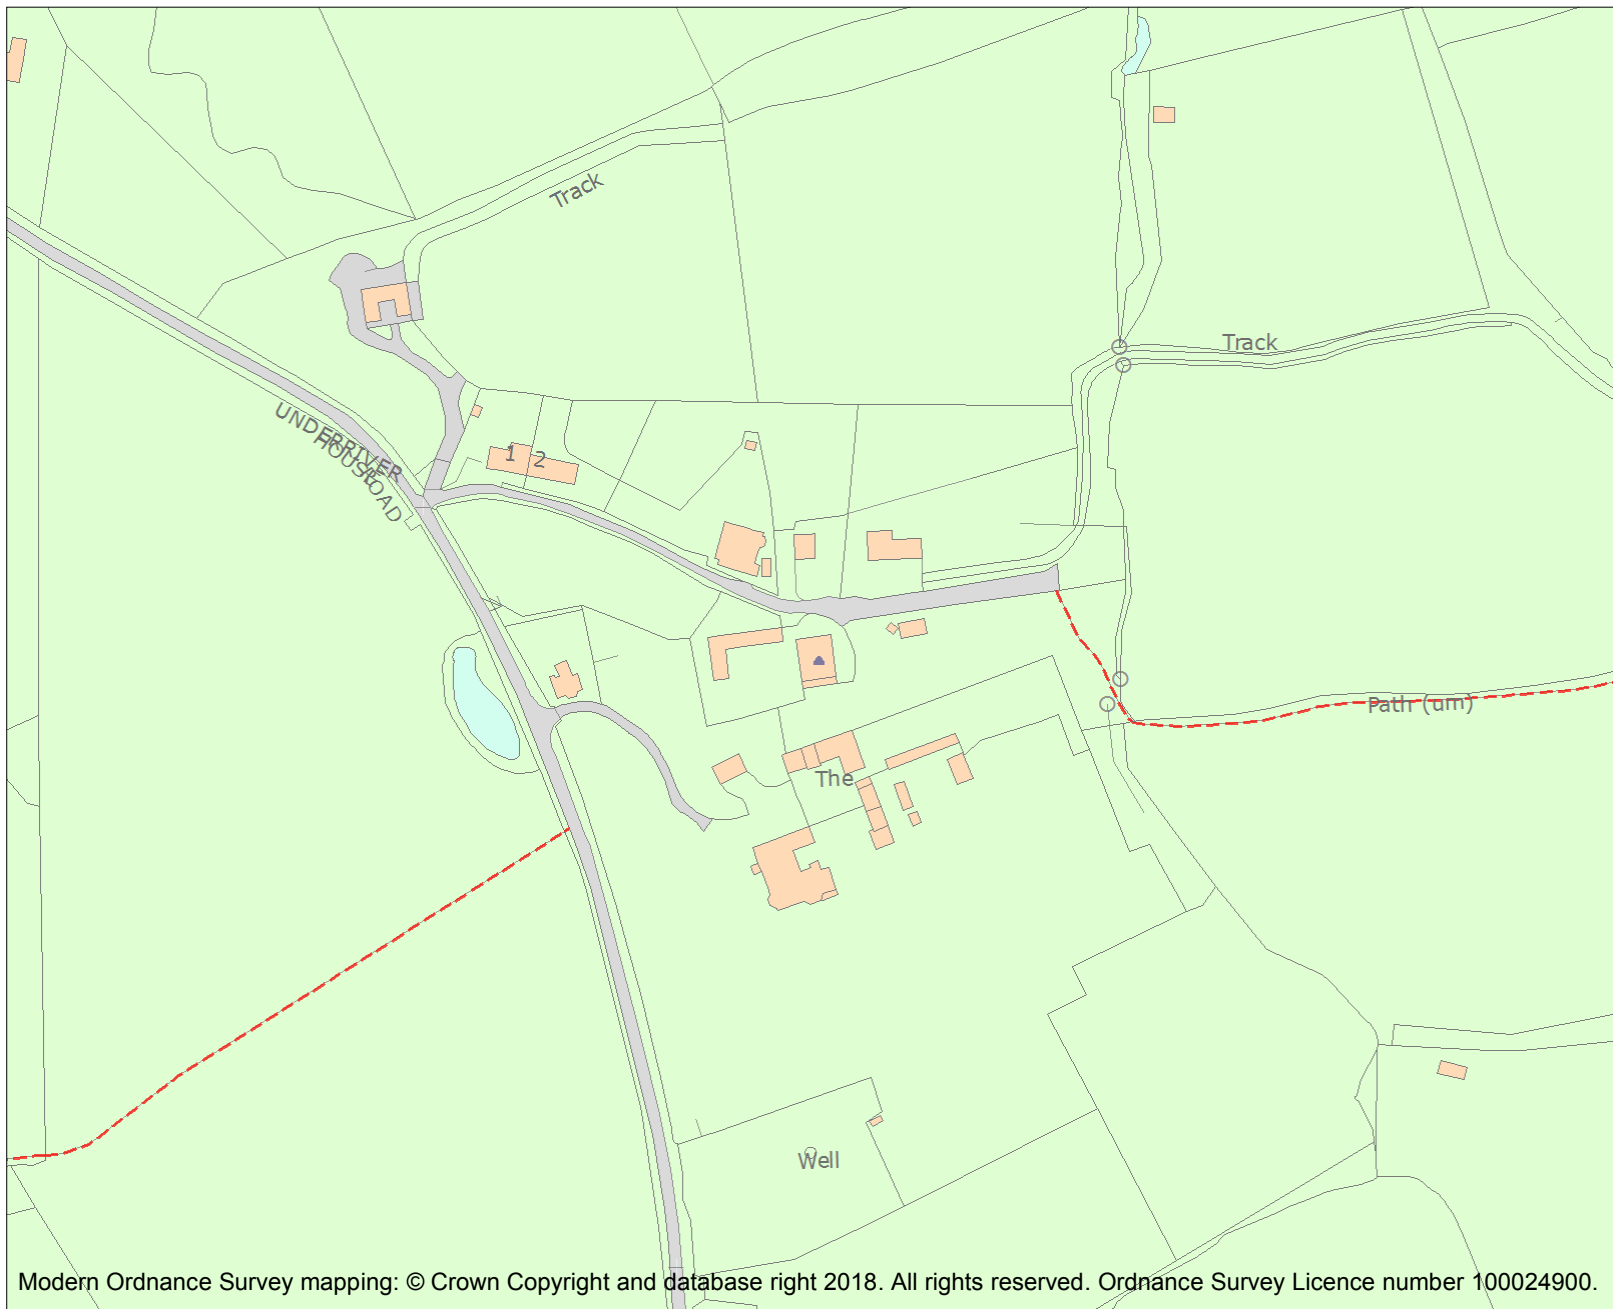 Track
Track
UNDERRIVER
HOUSE
ROAD
1 2
Path (um)
The
Well
Modern Ordnance Survey mapping: © Crown Copyright and database right 2018. All rights reserved. Ordnance Survey Licence number 100024900.